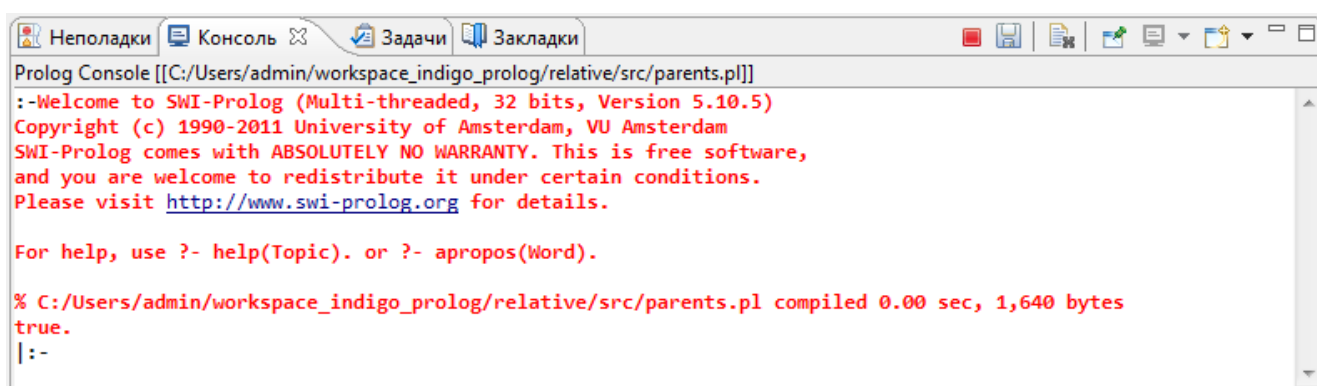 Неполадки Консоль Задачи Закладки
Prolog Console [[C:/Users/admin/workspace_indigo_prolog/relative/src/parents.pl]]
:-Welcome to SWI-Prolog (Multi-threaded, 32 bits, Version 5.10.5)
Copyright (c) 1990-2011 University of Amsterdam, VU Amsterdam
SWI-Prolog comes with ABSOLUTELY NO WARRANTY. This is free software,
and you are welcome to redistribute it under certain conditions.
Please visit http://www.swi-prolog.org for details.
For help, use ?- help(Topic). or ?- apropos(Word).
% C:/Users/admin/workspace_indigo_prolog/relative/src/parents.pl compiled 0.00 sec, 1,640 bytes
true.
|:-